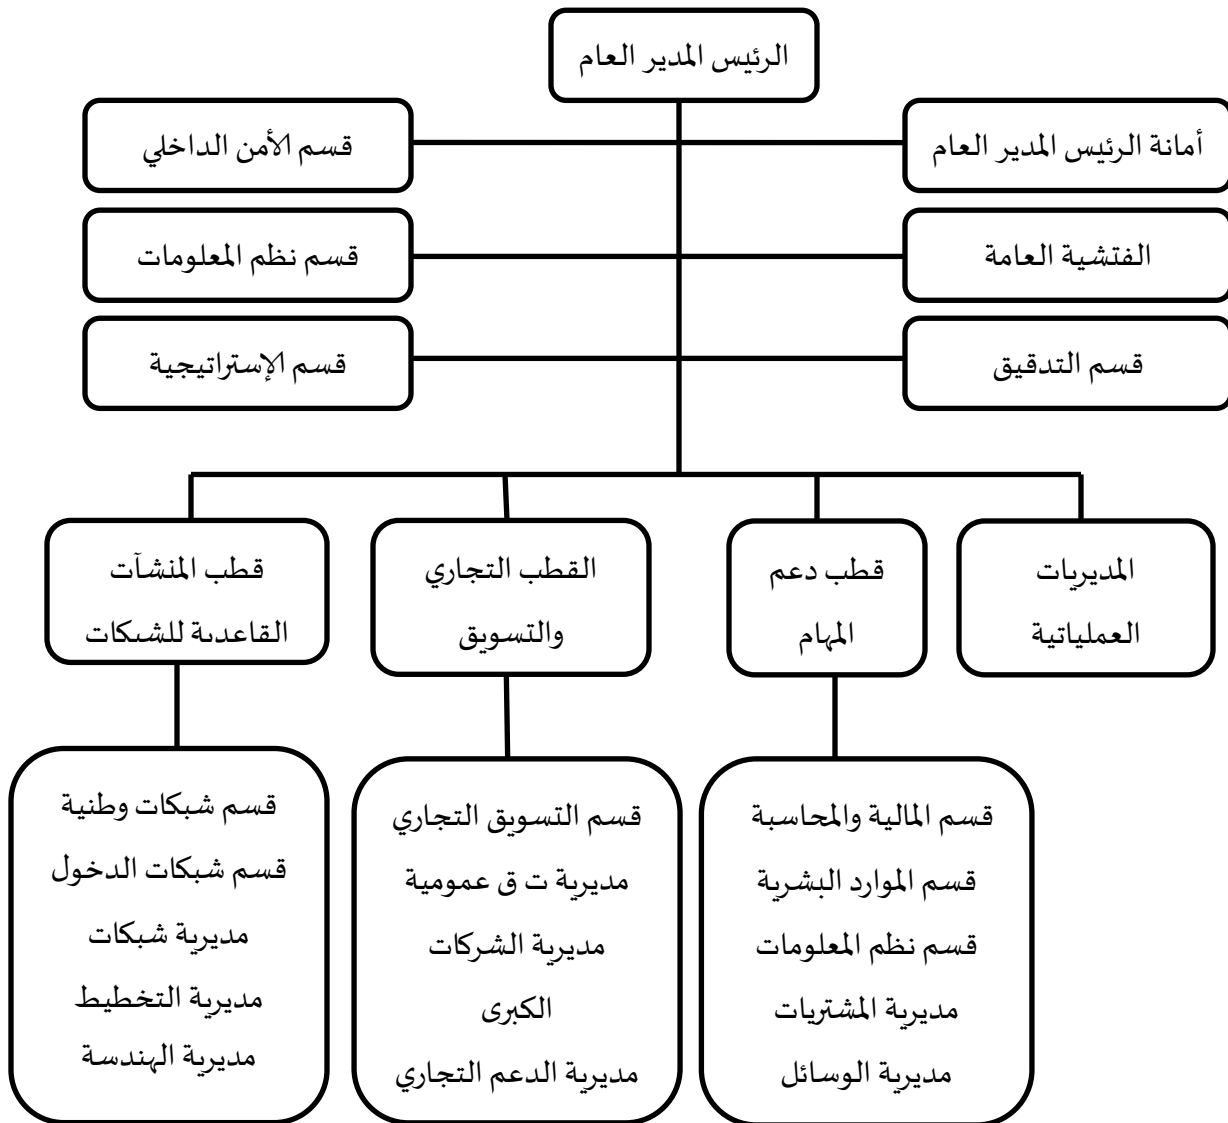 الرئيس المدير العام
أمانة الرئيس المدير العام
قسم الأمن الداخلي
الفتشية العامة
قسم نظم المعلومات
قسم التدقيق
قسم الإستراتيجية
المديريات
العملياتية
قطب دعم
المهام
القطب التجاري
والتسويق
قطب المنشآت
القاعدية للشبكات
قسم المالية والمحاسبة
قسم الموارد البشرية
قسم نظم المعلومات
مديرية المشتريات
مديرية الوسائل
قسم التسويق التجاري
مديرية ت ق عمومية
مديرية الشركات
الكبرى
مديرية الدعم التجاري
قسم شبكات وطنية
قسم شبكات الدخول
مديرية شبكات
مديرية التخطيط
مديرية الهندسة